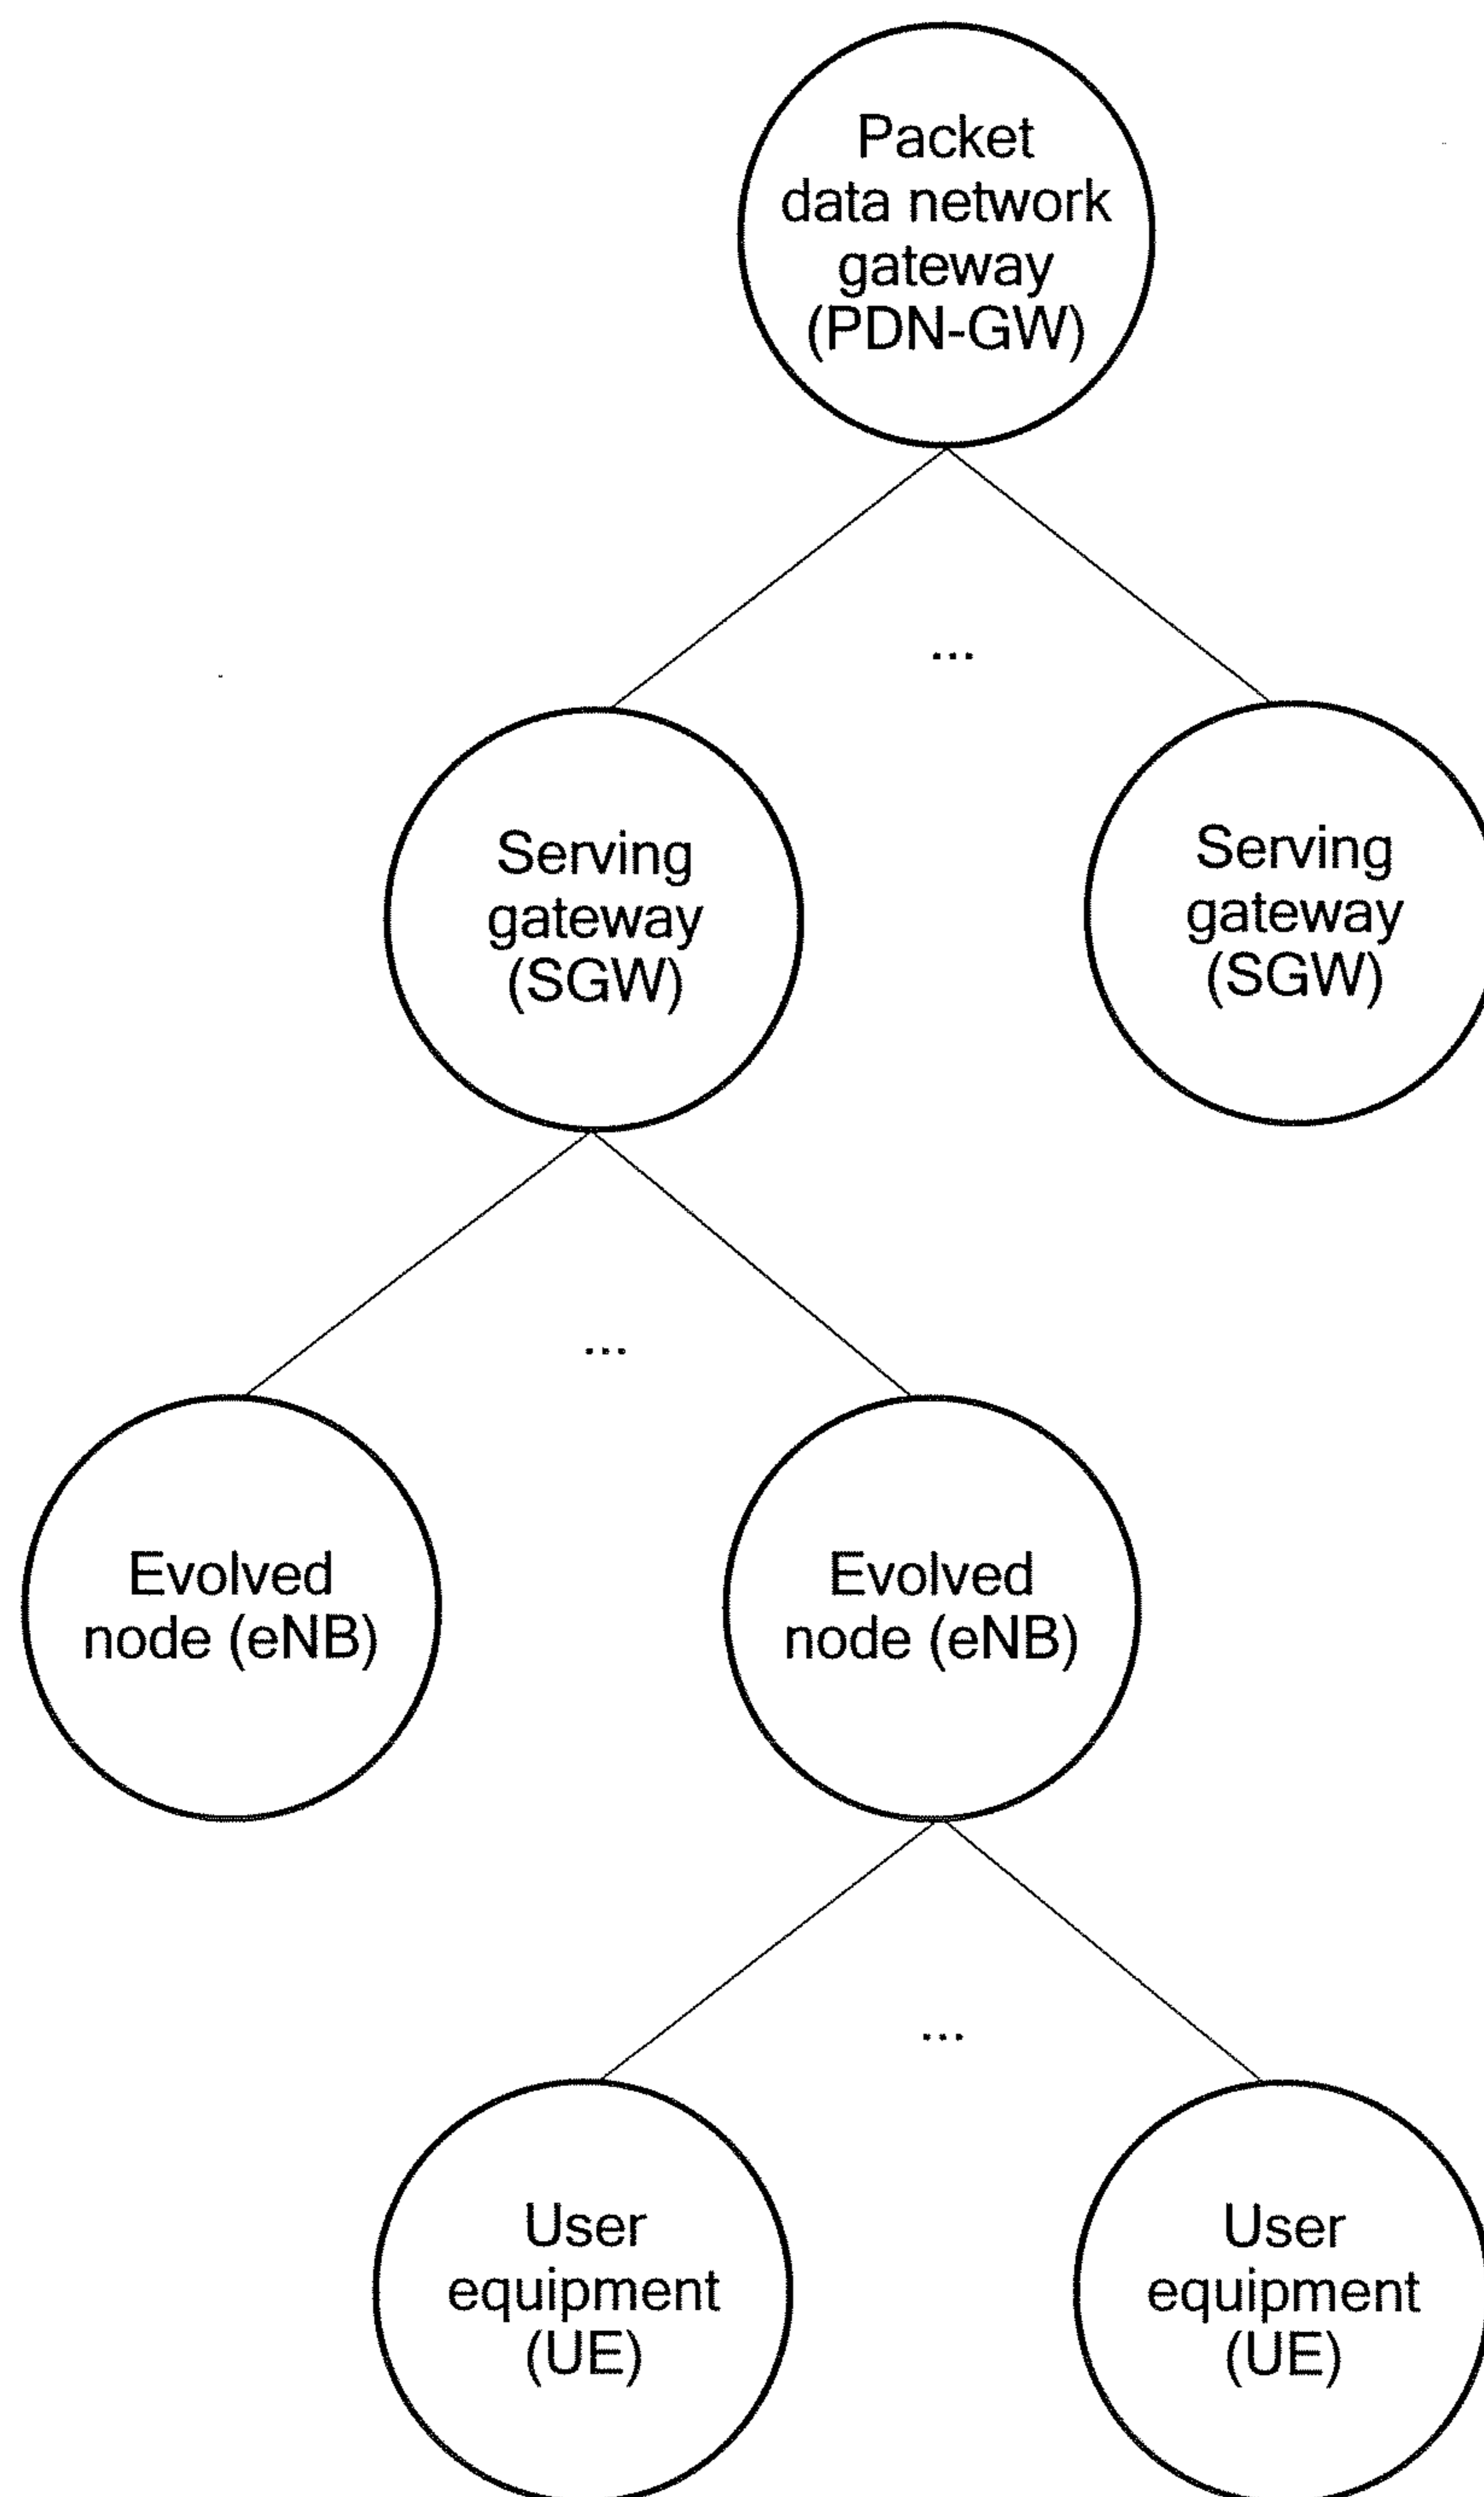 Packet
data network
gateway
(PDN-GW)
...
Serving
gateway
(SGW)
Serving
gateway
(SGW)
...
Evolved
node (eNB)
Evolved
node (eNB)
...
User
equipment
(UE)
User
equipment
(UE)